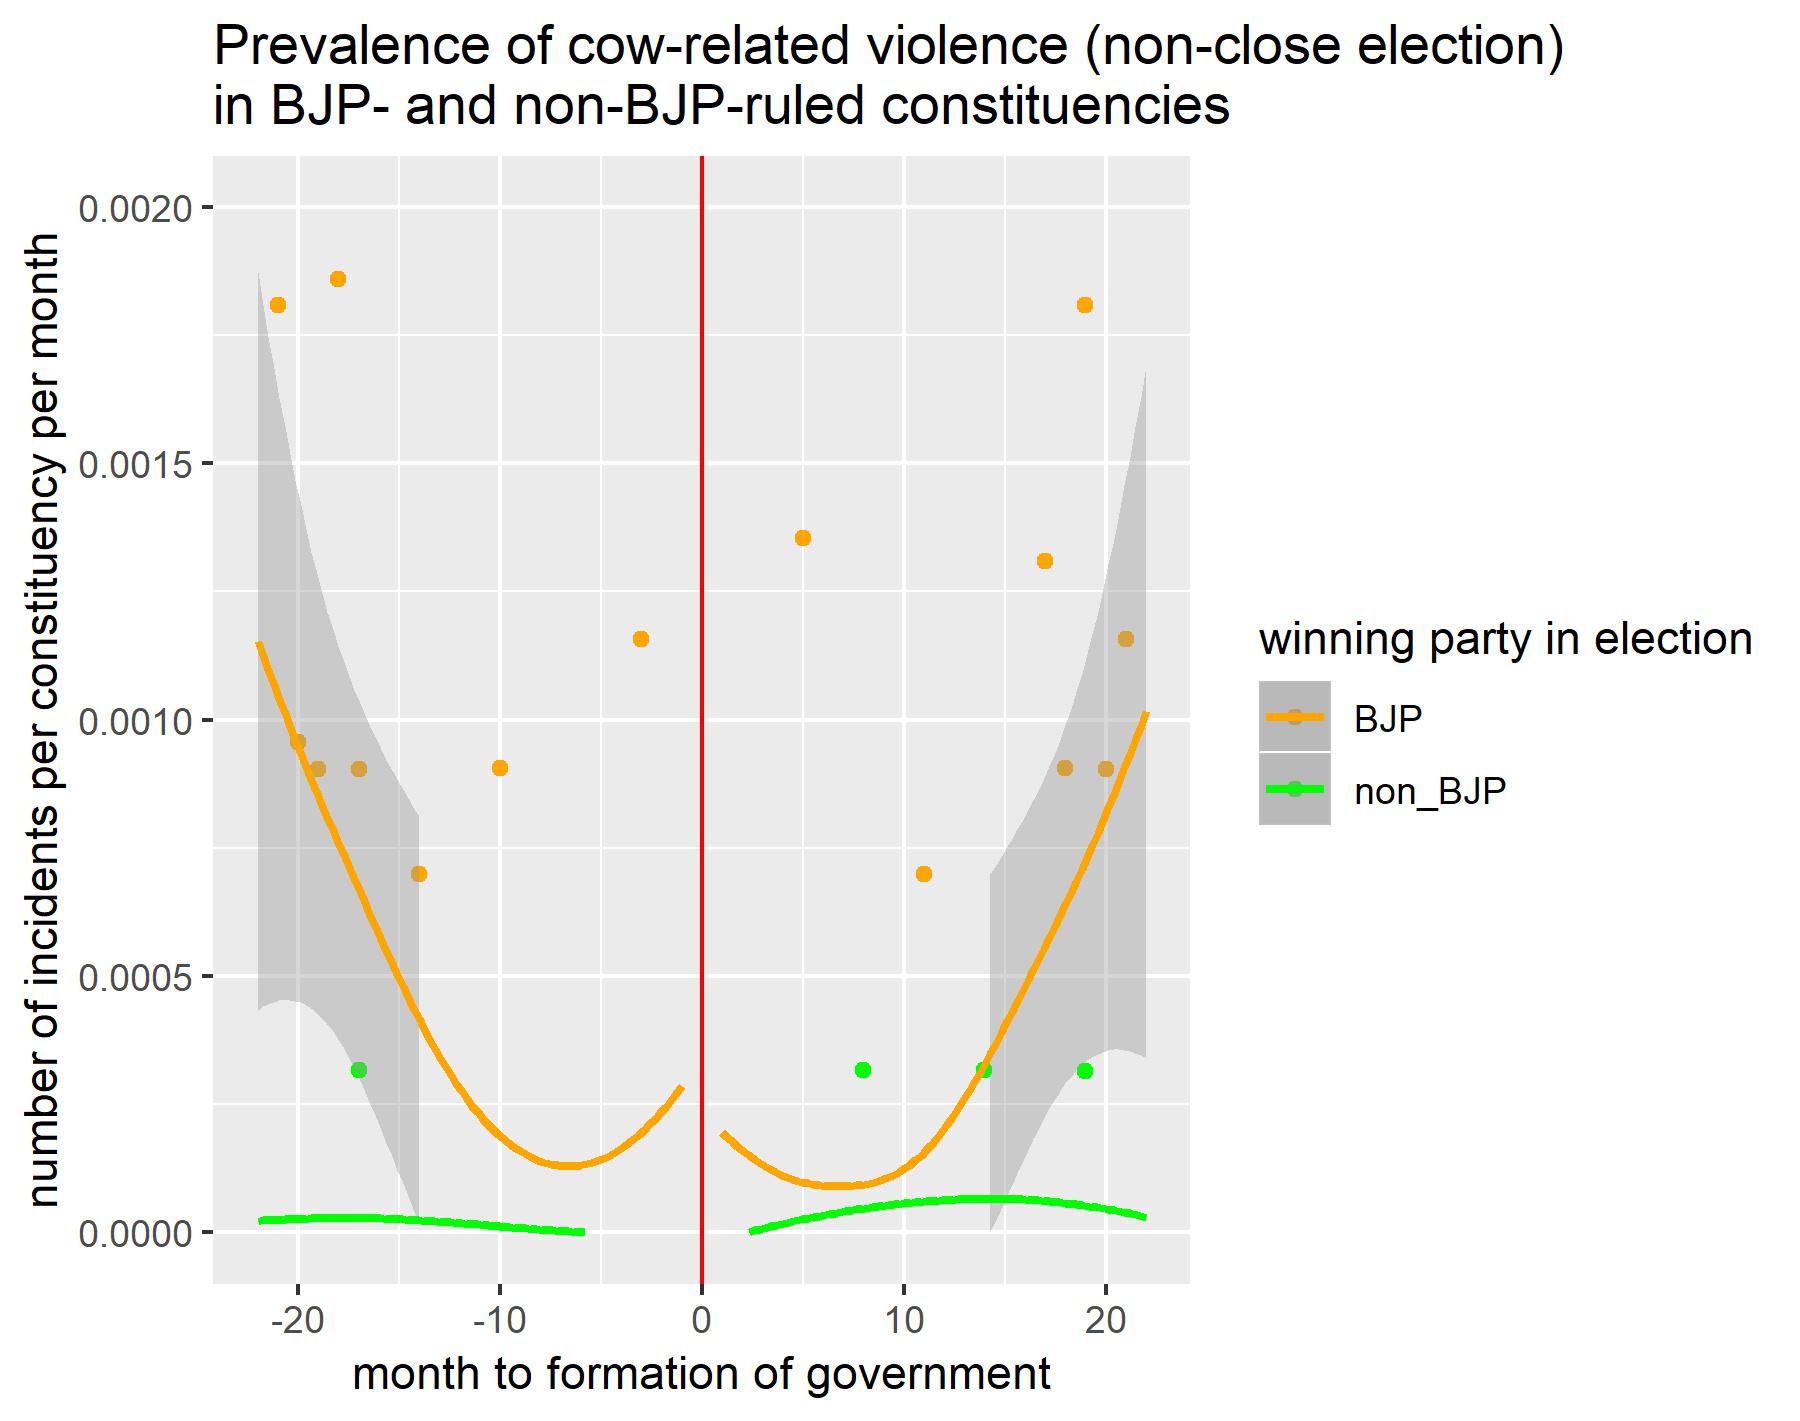 Prevalence of cow-related violence (non-close election)
in BJP- and non-BJP-ruled constituencies
number of incidents per constituency per month
0.0020
0.0015
0.0010
0.0005
0.0000
-20
-10
0
10
20
month to formation of government
winning party in election
BJP
non_BJP